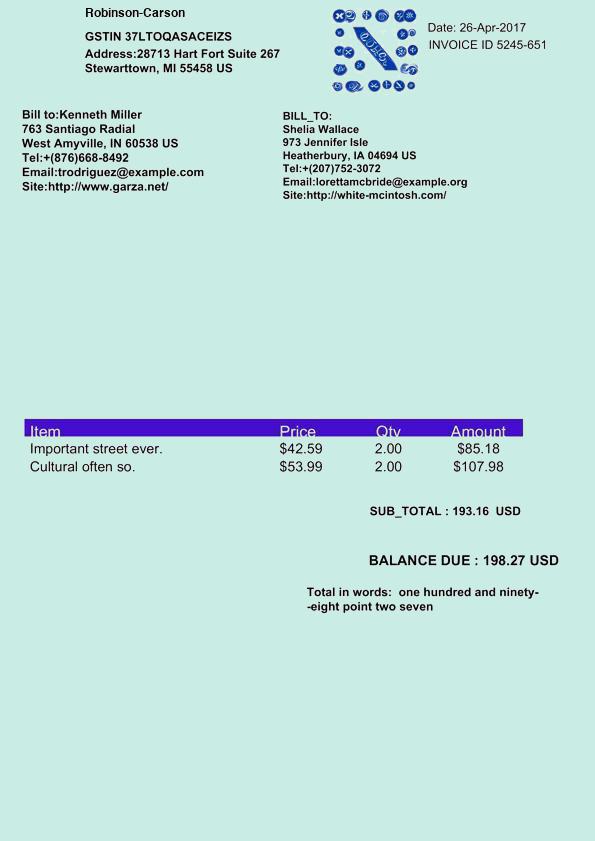 Robinson-Carson
GSTIN 37LTOQASACEIZS
Address:28713 Hart Fort Suite 267
Stewarttown, MI 55458 US
Date: 26-Apr-2017
INVOICE ID 5245-651
Bill to:Kenneth Miller
763 Santiago Radial
West Amyville, IN 60538 US
Tel:+(876)668-8492
Email:trodriguez@example.com
Site:http://www.garza.net/
BILL_TO:
Shelia Wallace
973 Jennifer Isle
Heatherbury, IA 04694 US
Tel:+(207)752-3072
Email:lorettamcbride@example.org
Site:http://white-mcintosh.com/
Item Price Qty Amount
Important street ever. $42.59 2.00 $85.18
Cultural often so. $53.99 2.00 $107.98
SUB_TOTAL : 193.16 USD
BALANCE DUE : 198.27 USD
Total in words: one hundred and ninety-
-eight point two seven